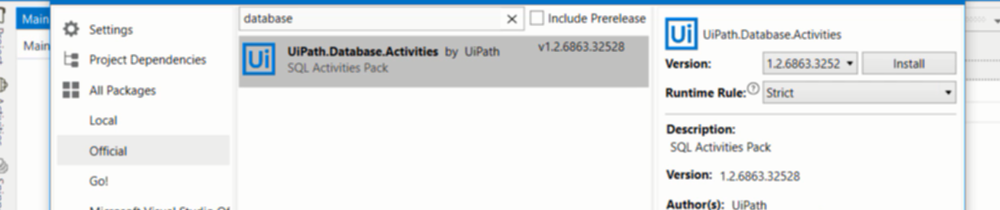 Main
Main
Settings
Project Dependencies
All Packages
Local
Official
Go!
database
Include Prerelease
Ui UiPath.Database.Activities by UiPath v1.2.6863.32528
SQL Activities Pack
Ui UiPath.Database.Activities
Version: 1.2.6863.3252 Install
Runtime Rule: ? Strict
Description:
SQL Activities Pack
Version: 1.2.6863.32528
Author(s): UiPath